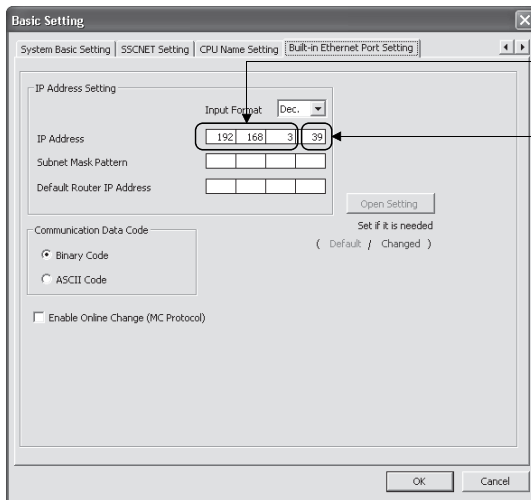 Basic Setting
System Basic Setting SSCNET Setting CPU Name Setting Built-in Ethernet Port Setting
IP Address Setting
Input Format Dec.
IP Address 192 168 3 39
Subnet Mask Pattern
Default Router IP Address
Open Setting
Set if it is needed
( Default / Changed )
Communication Data Code
Binary Code
ASCII Code
Enable Online Change (MC Protocol)
OK Cancel